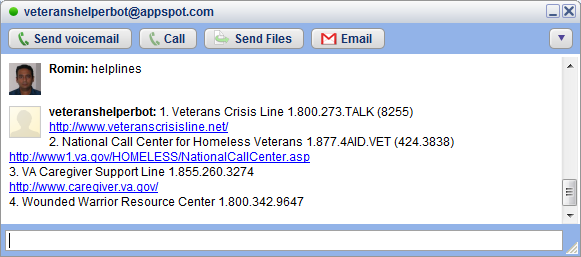 veteranshelperbot@appspot.com
Send voicemail Call Send Files Email
Romin: helplines
veteranshelperbot: 1. Veterans Crisis Line 1.800.273.TALK (8255)
http://www.veteranscrisisline.net/
2. National Call Center for Homeless Veterans 1.877.4AID.VET (424.3838)
http://www1.va.gov/HOMELESS/NationalCallCenter.asp
3. VA Caregiver Support Line 1.855.260.3274
http://www.caregiver.va.gov/
4. Wounded Warrior Resource Center 1.800.342.9647